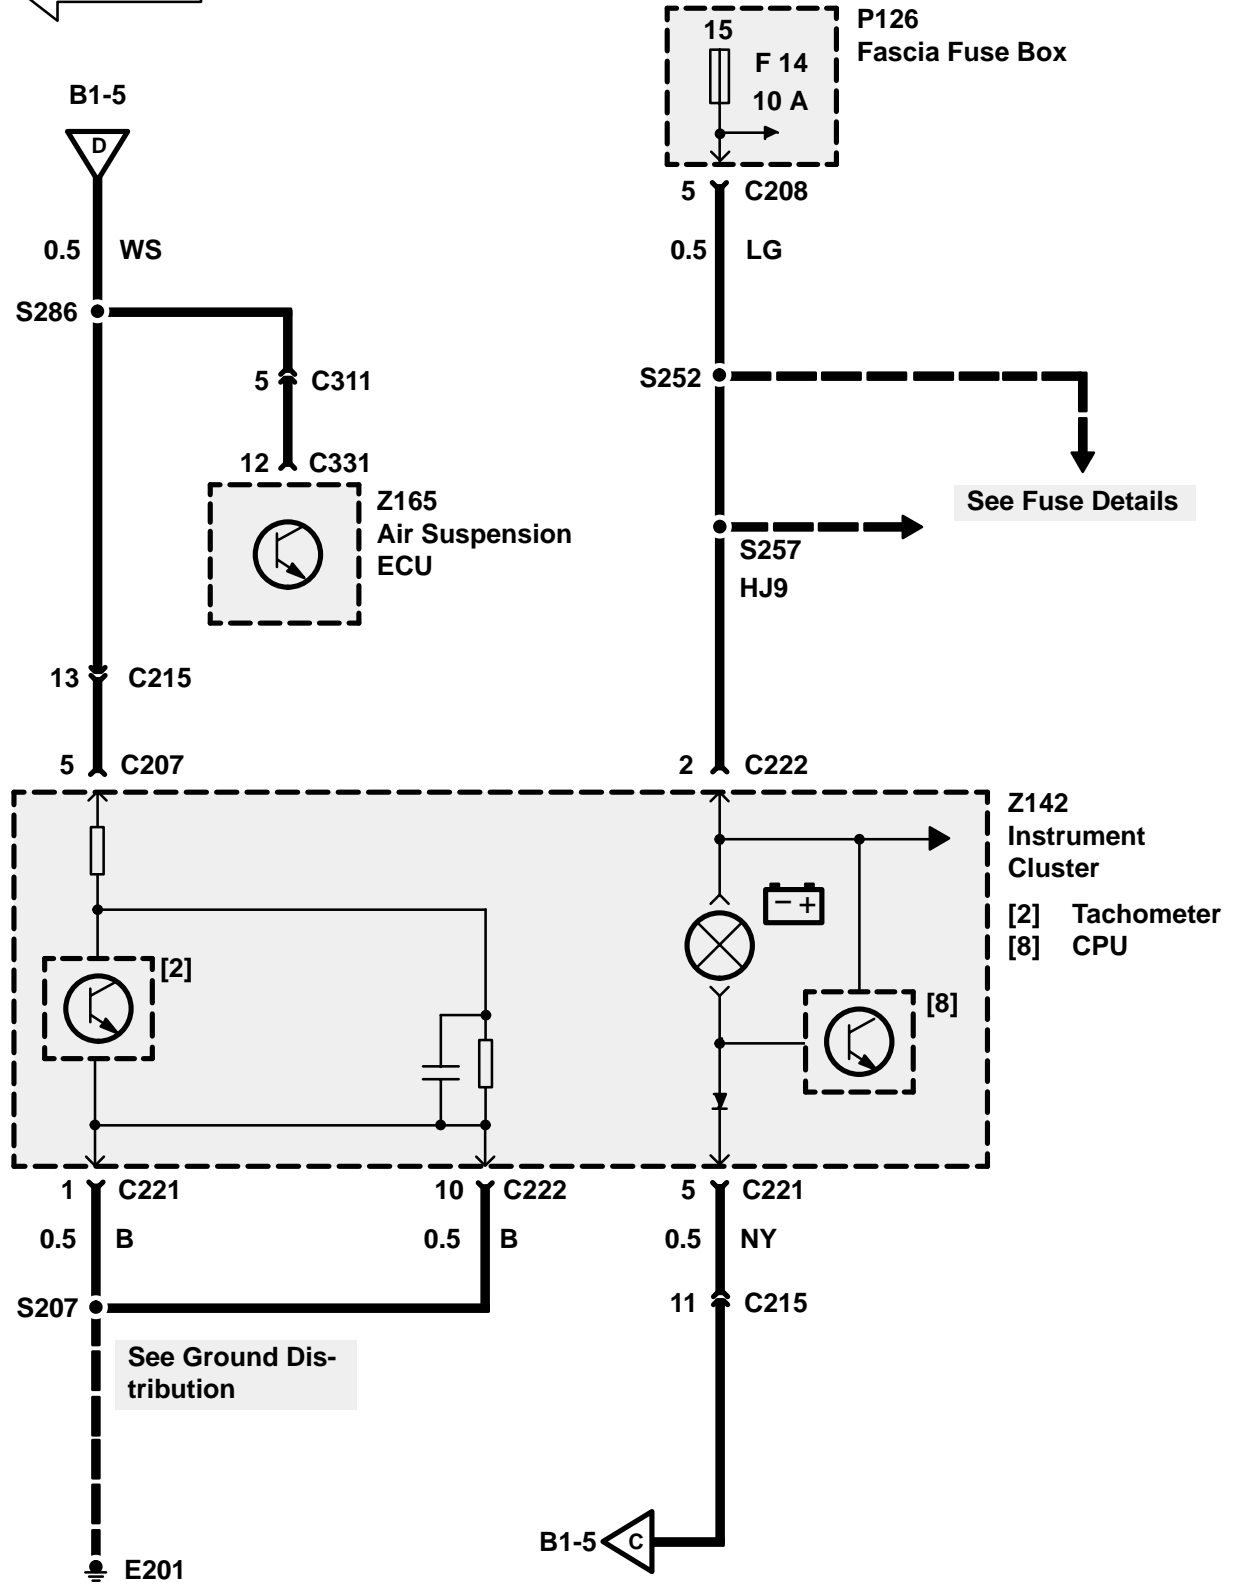 P126
Fascia Fuse Box
15
F 14
10 A
B1-5
D
5 C208
0.5 WS
0.5 LG
S286
S252
5 C311
12 C331
See Fuse Details
Z165
Air Suspension
ECU
S257
HJ9
13 C215
5 C207
2 C222
Z142
Instrument
Cluster
[2] Tachometer
[8] CPU
− +
[2]
[8]
1 C221
10 C222
5 C221
0.5 B
0.5 B
0.5 NY
S207
11 C215
See Ground Dis-
tribution
B1-5
C
E201